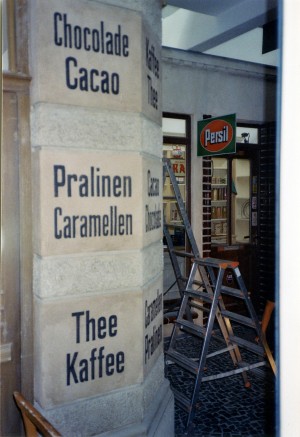 Chocolade
Cacao
Pralinen
Caramellen
Thee
Kaffee
Kaffee
Thee
Cacao
Chocolade
Caramellen
Pralinen
Persil